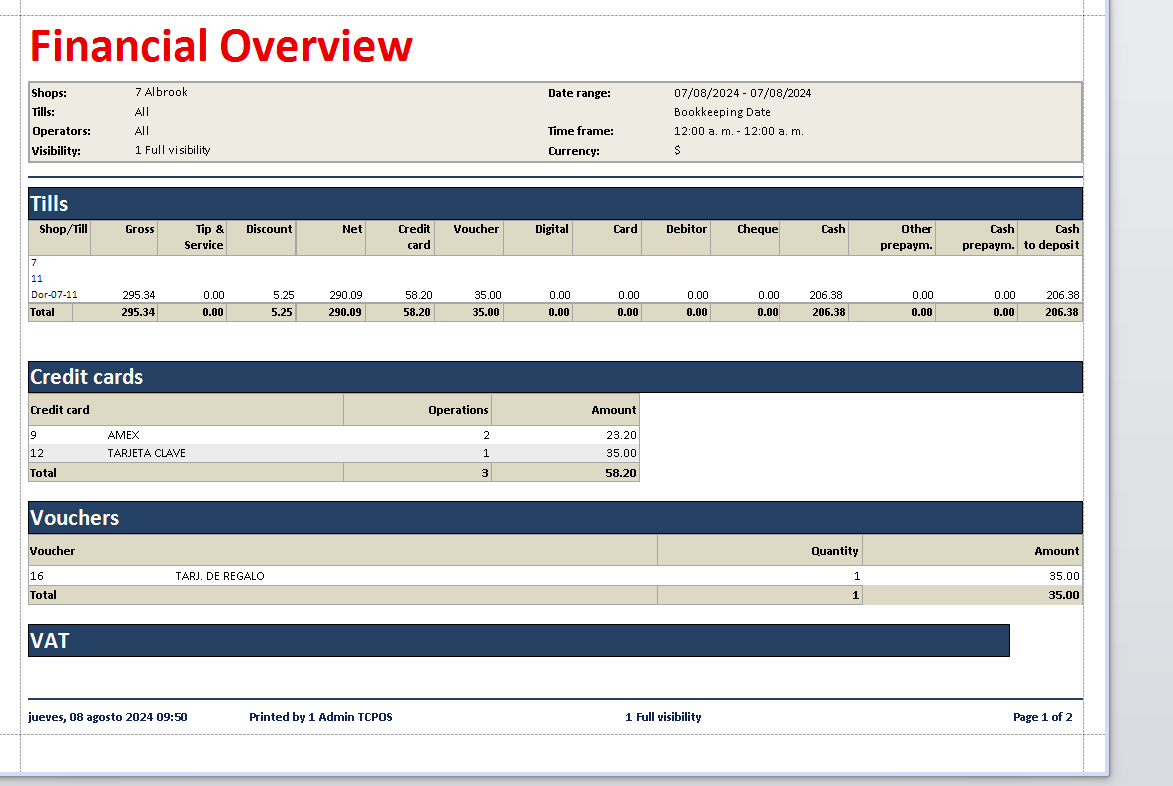 Financial Overview
Shops: 7 Albrook Date range: 07/08/2024 - 07/08/2024
Tills: All Bookkeeping Date
Operators: All Time frame: 12:00 a. m. - 12:00 a. m.
Visibility: 1 Full visibility Currency: $
Tills
Shop/Till Gross Tip & Service Discount Net Credit card Voucher Digital Card Debitor Cheque Cash Other prepaym. Cash prepaym. Cash to deposit
7
11
Dor-07-11 295.34 0.00 5.25 290.09 58.20 35.00 0.00 0.00 0.00 0.00 206.38 0.00 0.00 206.38
Total 295.34 0.00 5.25 290.09 58.20 35.00 0.00 0.00 0.00 0.00 206.38 0.00 0.00 206.38
Credit cards
Credit card Operations Amount
9 AMEX 2 23.20
12 TARJETA CLAVE 1 35.00
Total 3 58.20
Vouchers
Voucher Quantity Amount
16 TARJ. DE REGALO 1 35.00
Total 1 35.00
VAT
jueves, 08 agosto 2024 09:50 Printed by 1 Admin TCPOS 1 Full visibility Page 1 of 2